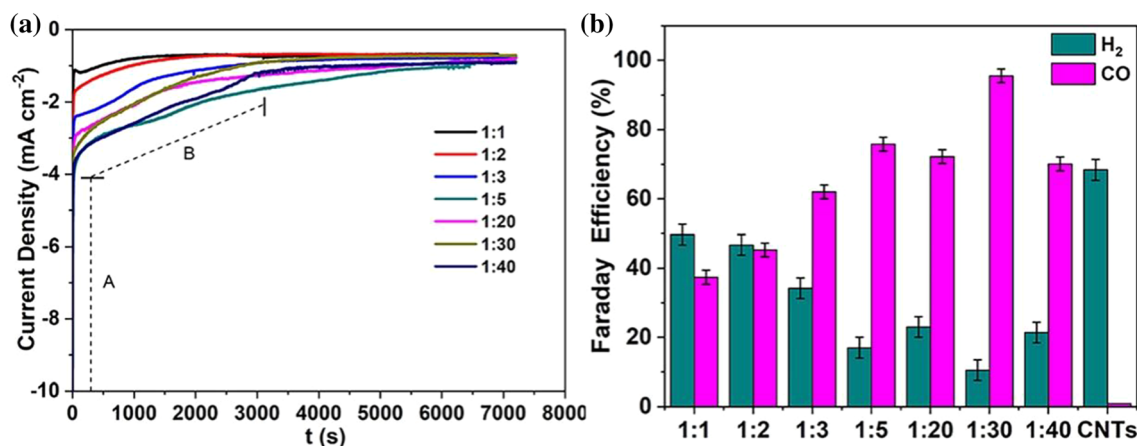 (a)
Current Density (mA cm-2)
0
-2
-4
-6
-8
-10
A
B
1:1
1:2
1:3
1:5
1:20
1:30
1:40
0 1000 2000 3000 4000 5000 6000 7000 8000
t (s)
(b)
Faraday Efficiency (%)
100
80
60
40
20
0
H2
CO
1:1 1:2 1:3 1:5 1:20 1:30 1:40 CNTs